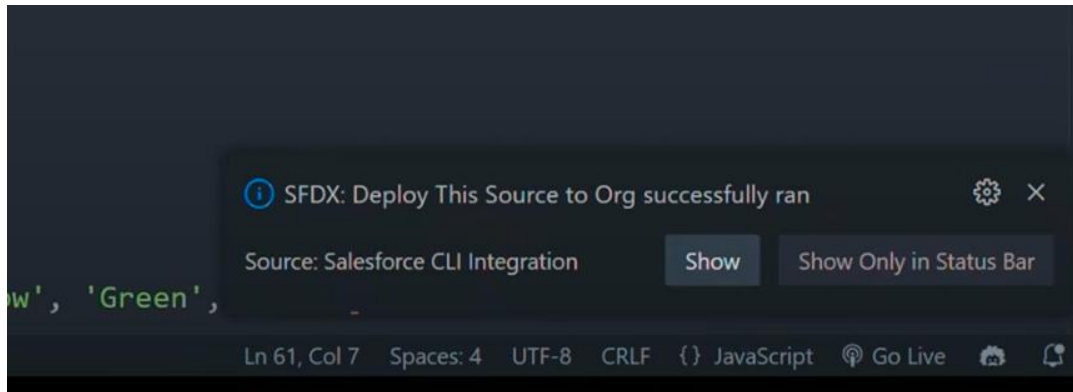 SFDX: Deploy This Source to Org successfully ran
Source: Salesforce CLI Integration Show Show Only in Status Bar
'Green',
Ln 61, Col 7 Spaces: 4 UTF-8 CRLF {} JavaScript Go Live